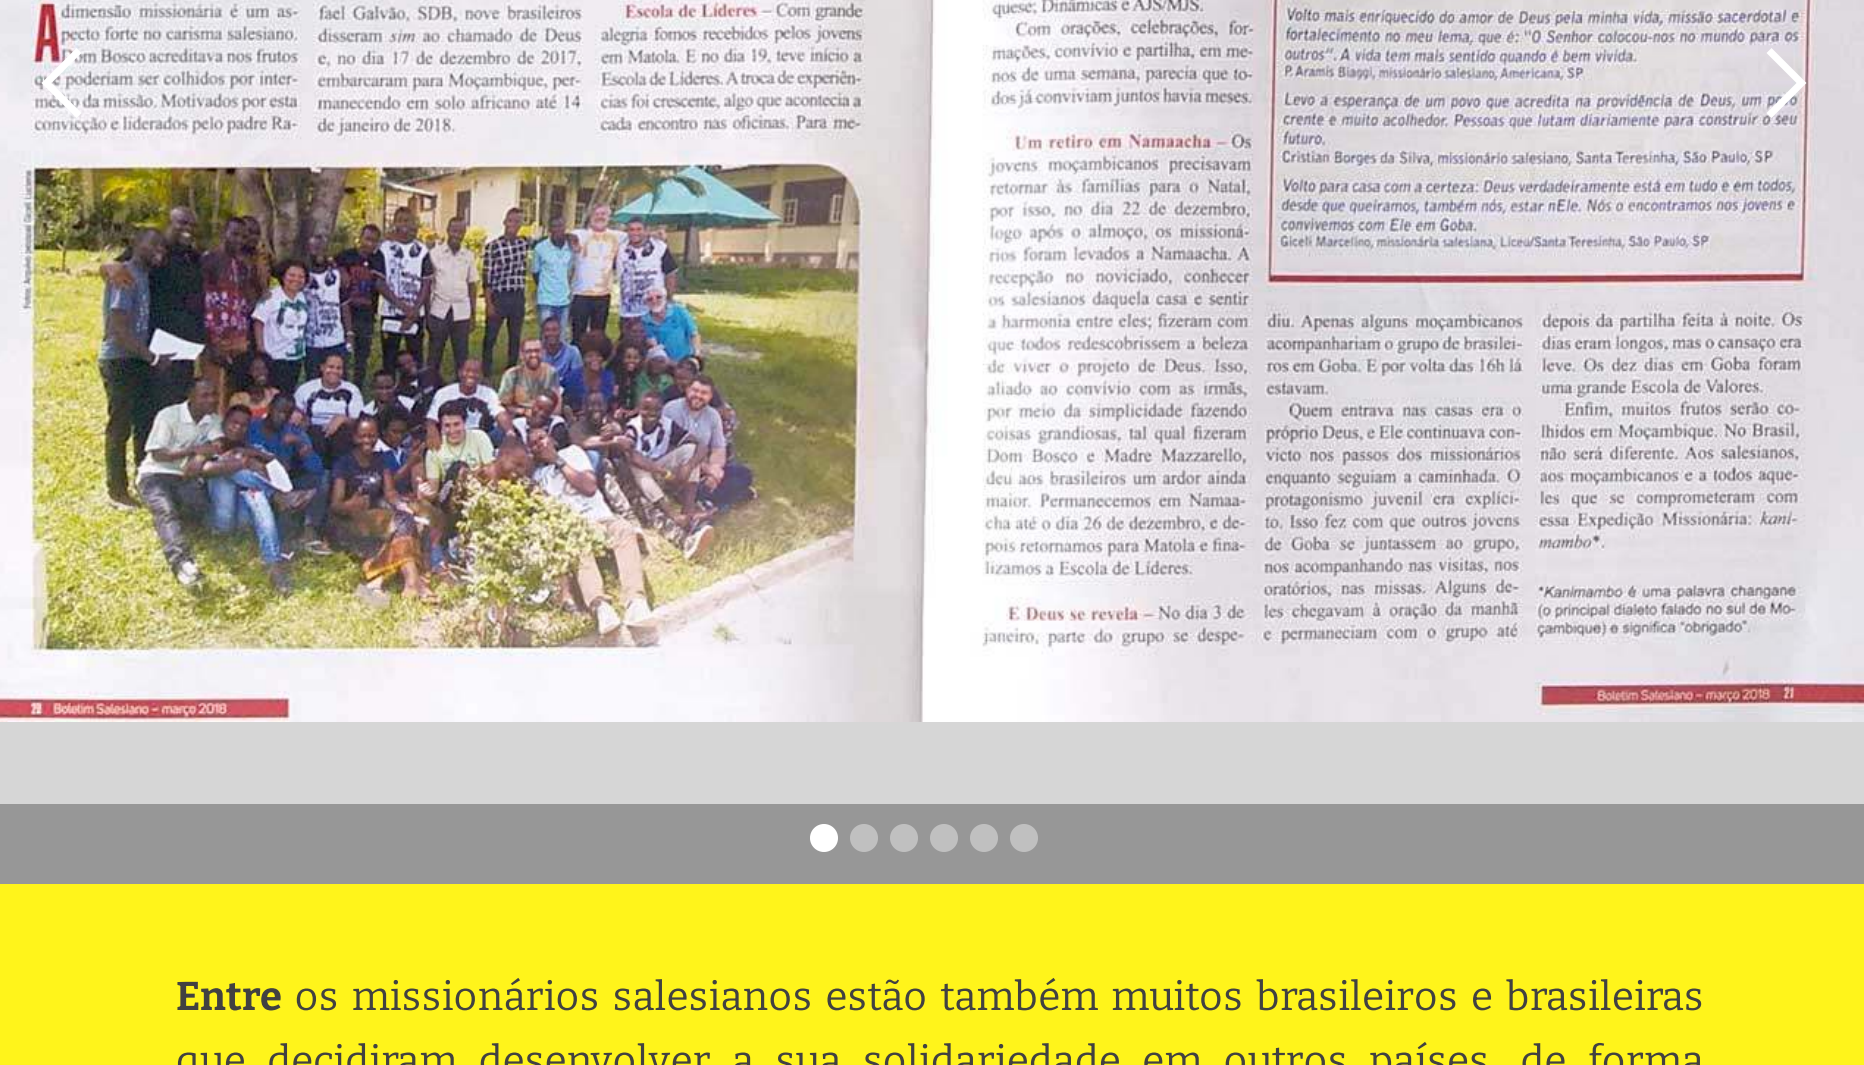 A dimensão missionária é um as-
pecto forte no carisma salesiano.
Dom Bosco acreditava nos frutos
que poderiam ser colhidos por inter-
médio da missão. Motivados por esta
convicção e liderados pelo padre Ra-
fael Galvão, SDB, nove brasileiros
disseram sim ao chamado de Deus
e, no dia 17 de dezembro de 2017,
embarcaram para Moçambique, per-
manecendo em solo africano até 14
de janeiro de 2018.
Escola de Líderes – Com grande
alegria fomos recebidos pelos jovens
em Matola. E no dia 19, teve início a
Escola de Líderes. A troca de experiên-
cias foi crescente, algo que acontecia a
cada encontro nas oficinas. Para me-
Fotos: Arquivo pessoal Giceli
20 Boletim Salesiano – março 2018
quese; Dinâmicas e AJS/MJS.
Com orações, celebrações, for-
mações, convívio e partilha, em me-
nos de uma semana, parecia que to-
dos já conviviam juntos havia meses.
Um retiro em Namaacha – Os
jovens moçambicanos precisavam
retornar às famílias para o Natal,
por isso, no dia 22 de dezembro,
logo após o almoço, os missioná-
rios foram levados a Namaacha. A
recepção no noviciado, conhecer
os salesianos daquela casa e sentir
a harmonia entre eles; fizeram com
que todos redescobrissem a beleza
de viver o projeto de Deus. Isso,
aliado ao convívio com as irmãs,
por meio da simplicidade fazendo
coisas grandiosas, tal qual fizeram
Dom Bosco e Madre Mazzarello,
deu aos brasileiros um ardor ainda
maior. Permanecemos em Namaa-
cha até o dia 26 de dezembro, e de-
pois retornamos para Matola e fina-
lizamos a Escola de Líderes.
E Deus se revela – No dia 3 de
janeiro, parte do grupo se despe-
Volto mais enriquecido do amor de Deus pela minha vida, missão sacerdotal e
fortalecimento no meu lema, que é: "O Senhor colocou-nos no mundo para os
outros". A vida tem mais sentido quando é bem vivida.
P. Aramis Biaggi, missionário salesiano, Americana, SP
Levo a esperança de um povo que acredita na providência de Deus, um povo
crente e muito acolhedor. Pessoas que lutam diariamente para construir o seu
futuro.
Cristian Borges da Silva, missionário salesiano, Santa Teresinha, São Paulo, SP
Volto para casa com a certeza: Deus verdadeiramente está em tudo e em todos,
desde que queiramos, também nós, estar nEle. Nós o encontramos nos jovens e
convivemos com Ele em Goba.
Giceli Marcelino, missionária salesiana, Liceu/Santa Teresinha, São Paulo, SP
diu. Apenas alguns moçambicanos
acompanhariam o grupo de brasilei-
ros em Goba. E por volta das 16h lá
estavam.
Quem entrava nas casas era o
próprio Deus, e Ele continuava con-
victo nos passos dos missionários
enquanto seguiam a caminhada. O
protagonismo juvenil era explíci-
to. Isso fez com que outros jovens
de Goba se juntassem ao grupo,
nos acompanhando nas visitas, nos
oratórios, nas missas. Alguns de-
les chegavam à oração da manhã
e permaneciam com o grupo até
depois da partilha feita à noite. Os
dias eram longos, mas o cansaço era
leve. Os dez dias em Goba foram
uma grande Escola de Valores.
Enfim, muitos frutos serão co-
lhidos em Moçambique. No Brasil,
não será diferente. Aos salesianos,
aos moçambicanos e a todos aque-
les que se comprometeram com
essa Expedição Missionária: kani-
mambo*.
*Kanimambo é uma palavra changane
(o principal dialeto falado no sul de Mo-
çambique) e significa "obrigado".
Boletim Salesiano – março 2018 21
Entre os missionários salesianos estão também muitos brasileiros e brasileiras
que decidiram desenvolver a sua solidariedade em outros países, de forma